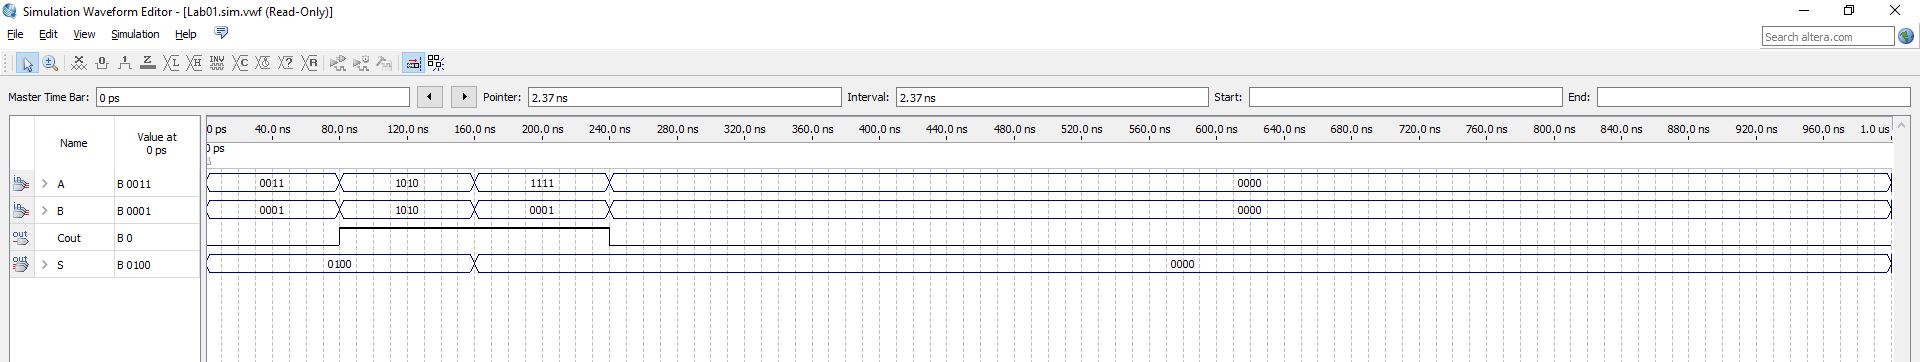 Simulation Waveform Editor - [Lab01.sim.vwf (Read-Only)]
File Edit View Simulation Help
Search altera.com
INV
Master Time Bar: 0 ps Pointer: 2.37 ns Interval: 2.37 ns Start: End:
Name Value at 0 ps
0 ps 40.0 ns 80.0 ns 120.0 ns 160.0 ns 200.0 ns 240.0 ns 280.0 ns 320.0 ns 360.0 ns 400.0 ns 440.0 ns 480.0 ns 520.0 ns 560.0 ns 600.0 ns 640.0 ns 680.0 ns 720.0 ns 760.0 ns 800.0 ns 840.0 ns 880.0 ns 920.0 ns 960.0 ns 1.0 us
0 ps
in A B 0011 0011 1010 1111 0000
in B B 0001 0001 1010 0001 0000
out Cout B 0
out S B 0100 0100 0000